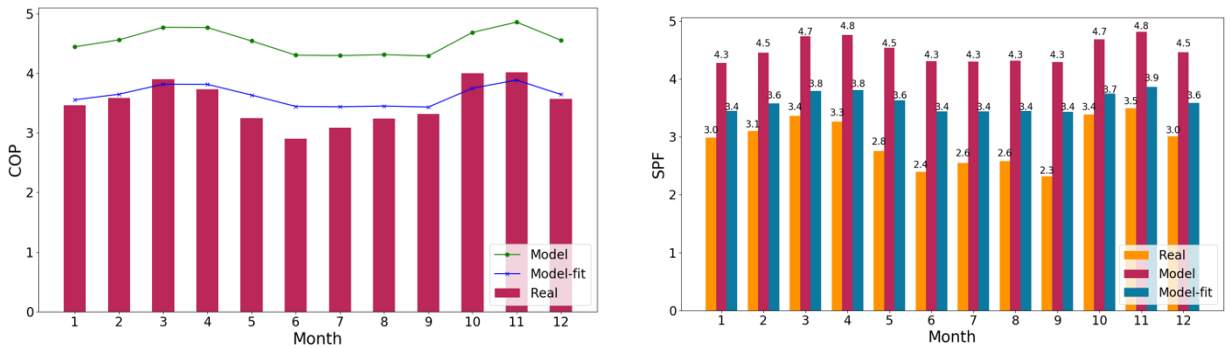 5
4
3
2
1
0
COP
1 2 3 4 5 6 7 8 9 10 11 12
Month
Model
Model-fit
Real
5
4
3
2
1
0
SPF
3.0 4.3 3.4
3.1 4.5 3.6
3.4 4.7 3.8
3.3 4.8 3.8
2.8 4.5 3.6
2.4 4.3 3.4
2.6 4.3 3.4
2.6 4.3 3.4
2.3 4.3 3.4
3.4 4.7 3.7
3.5 4.8 3.9
3.0 4.5 3.6
1 2 3 4 5 6 7 8 9 10 11 12
Month
Real
Model
Model-fit